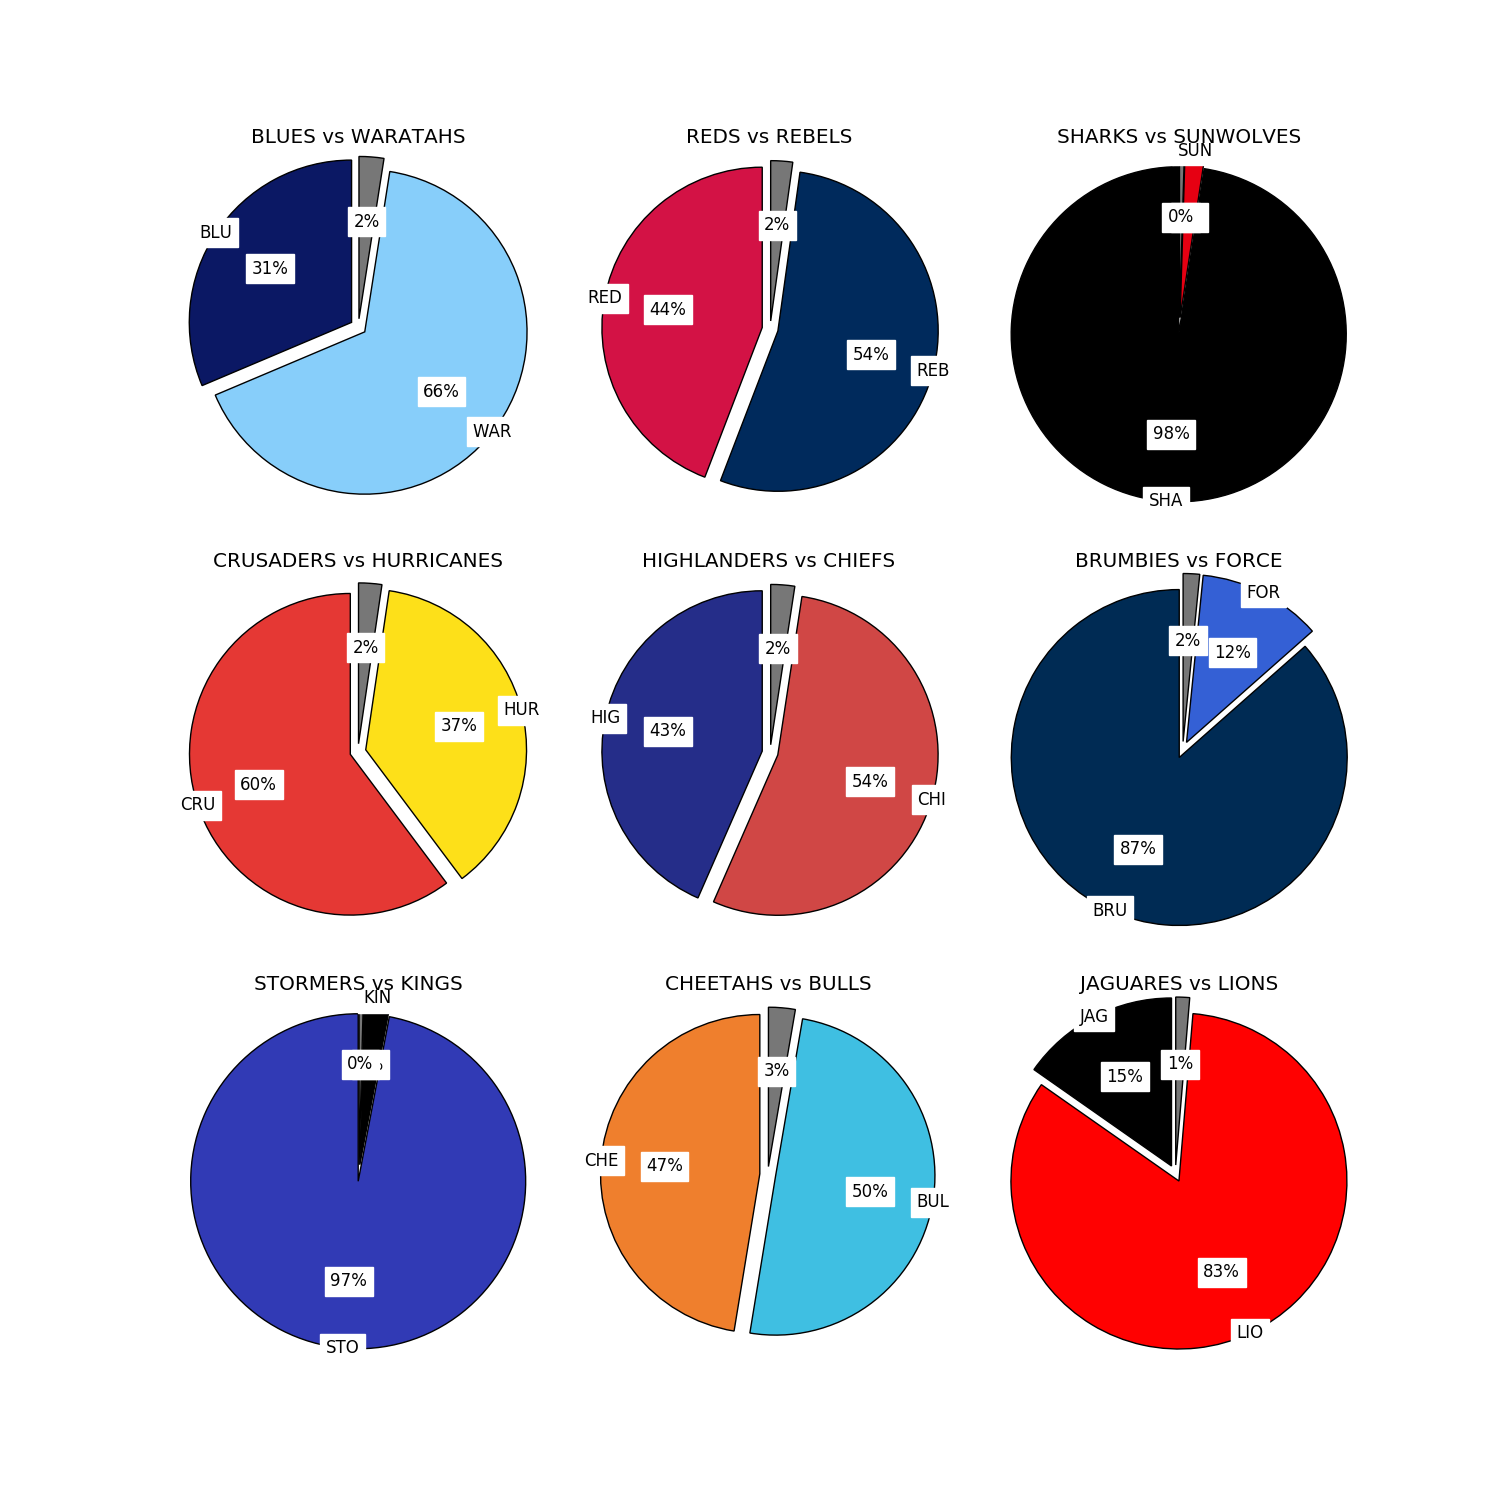 BLUES vs WARATAHS
BLU
31%
2%
66%
WAR
REDS vs REBELS
RED
44%
2%
54%
REB
SHARKS vs SUNWOLVES
SUN
0%
98%
SHA
CRUSADERS vs HURRICANES
2%
HUR
37%
60%
CRU
HIGHLANDERS vs CHIEFS
HIG
43%
2%
54%
CHI
BRUMBIES vs FORCE
FOR
2%
12%
87%
BRU
STORMERS vs KINGS
KIN
0%
97%
STO
CHEETAHS vs BULLS
3%
CHE
47%
50%
BUL
JAGUARES vs LIONS
JAG
15%
1%
83%
LIO